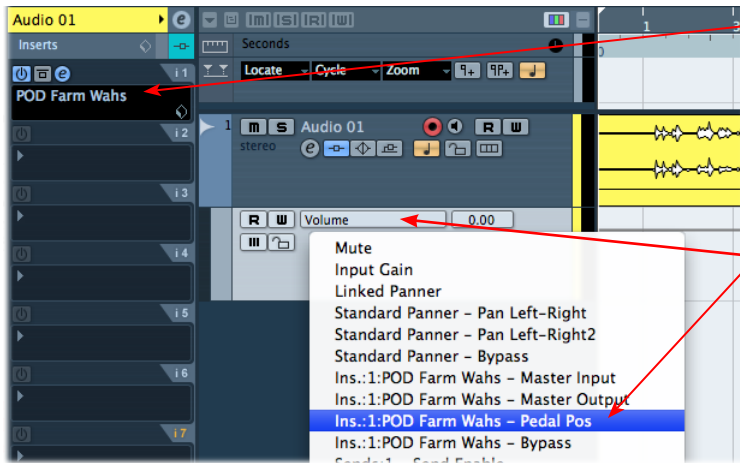 Audio 01
e
[m] [S] [R] [W]
1
Inserts
Seconds
e
i 1
Locate
Cycle
Zoom
POD Farm Wahs
i 2
1
m
S
Audio 01
R
W
stereo
e
i 3
R
W
Volume
0.00
i 4
Mute
Input Gain
Linked Panner
Standard Panner – Pan Left-Right
i 5
Standard Panner – Pan Left-Right2
Standard Panner – Bypass
i 6
Ins.:1:POD Farm Wahs – Master Input
Ins.:1:POD Farm Wahs – Master Output
Ins.:1:POD Farm Wahs – Pedal Pos
i 7
Ins.:1:POD Farm Wahs – Bypass